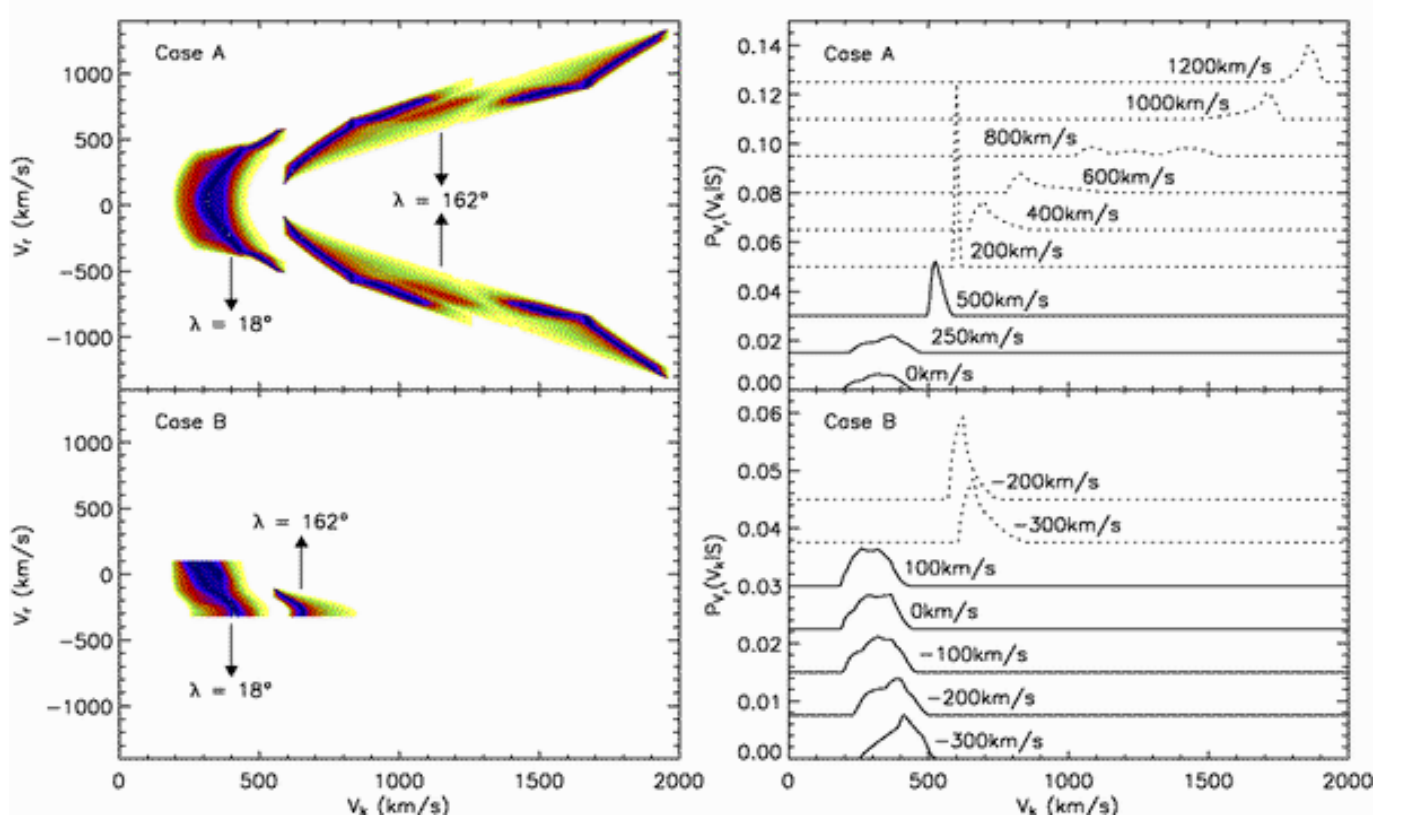 Case A
1000
500
0
−500
−1000
Vr (km/s)
λ = 162°
λ = 18°
Case B
1000
500
0
−500
−1000
Vr (km/s)
λ = 162°
λ = 18°
0 500 1000 1500 2000
Vk (km/s)
Case A
0.14
0.12
0.10
0.08
0.06
0.04
0.02
0.00
PVr(Vk|S)
1200km/s
1000km/s
800km/s
600km/s
400km/s
200km/s
500km/s
250km/s
0km/s
Case B
0.06
0.05
0.04
0.03
0.02
0.01
0.00
PVr(Vk|S)
−200km/s
−300km/s
100km/s
0km/s
−100km/s
−200km/s
−300km/s
0 500 1000 1500 2000
Vk (km/s)